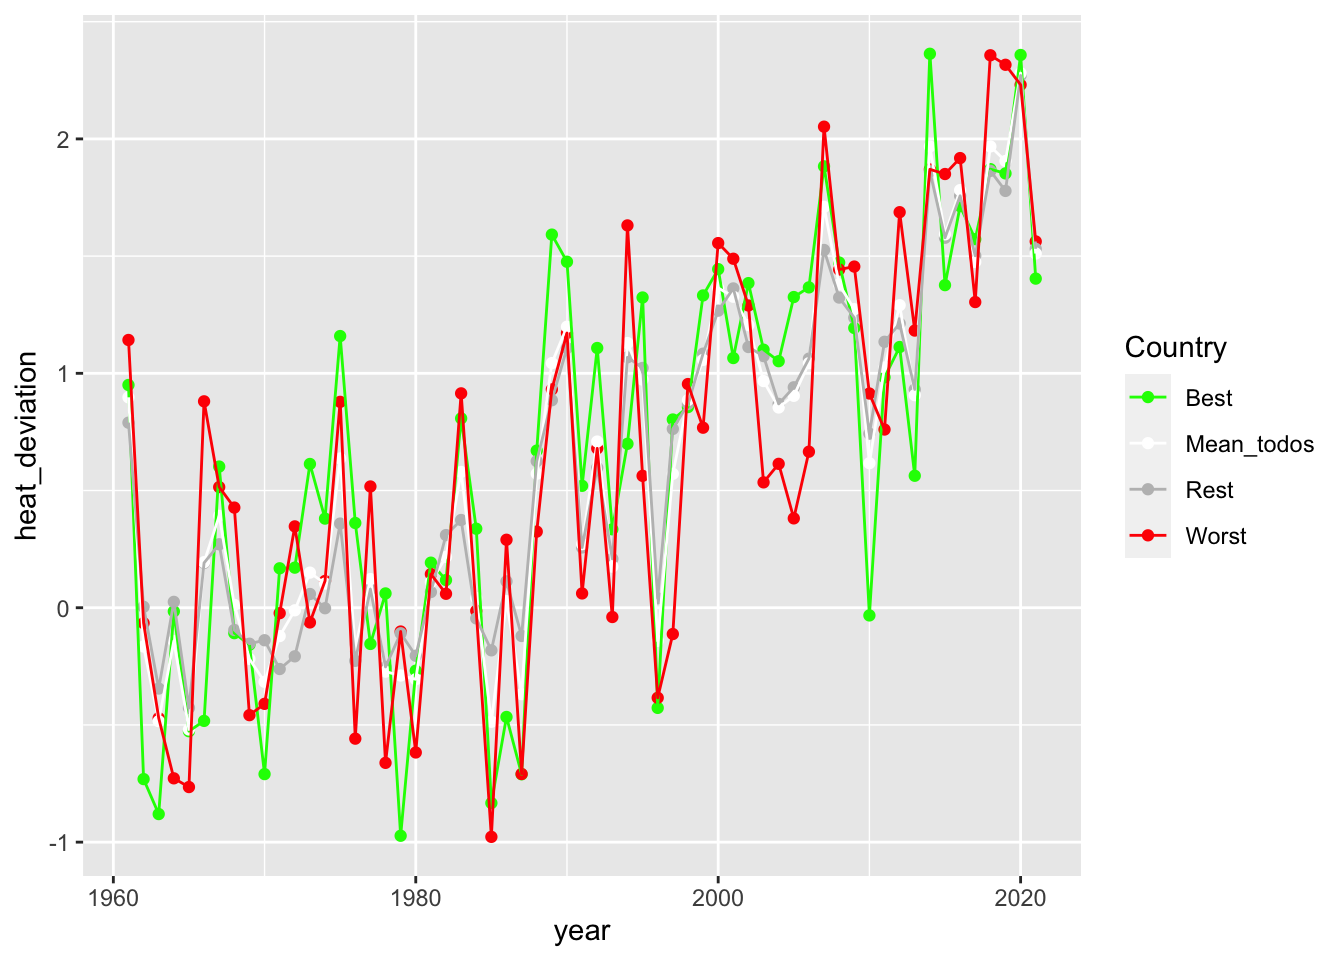 heat_deviation
2
1
0
-1
1960
1980
2000
2020
year
Country
Best
Mean_todos
Rest
Worst